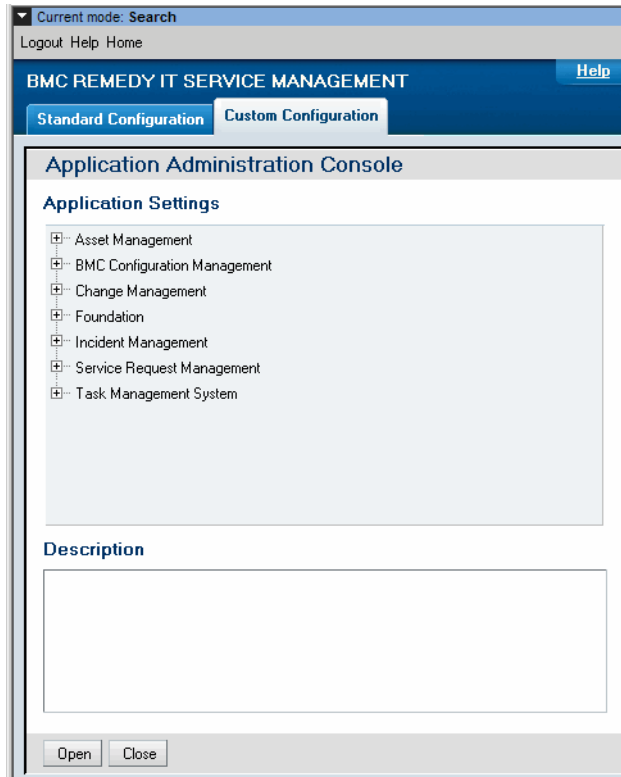 Current mode: Search
Logout Help Home
BMC REMEDY IT SERVICE MANAGEMENT
Help
Standard Configuration Custom Configuration
Application Administration Console
Application Settings
Asset Management
BMC Configuration Management
Change Management
Foundation
Incident Management
Service Request Management
Task Management System
Description
Open Close